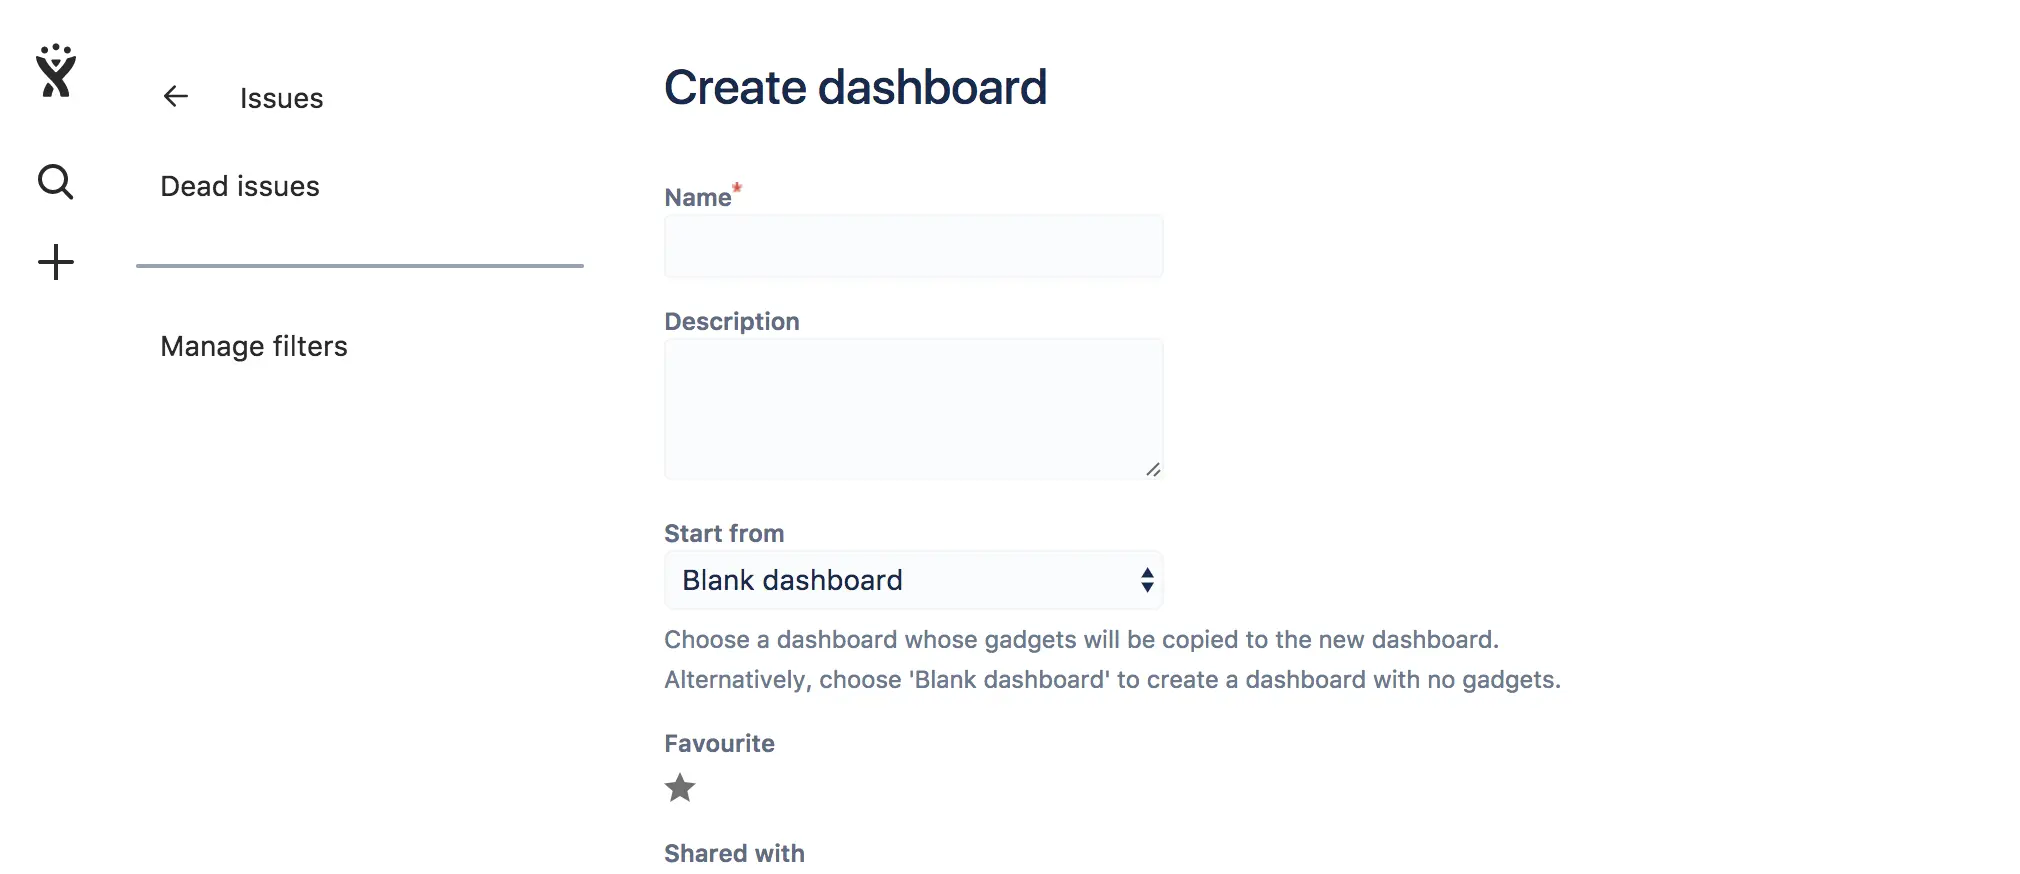 Issues
Dead issues
Manage filters
Create dashboard
Name*
Description
Start from
Blank dashboard
Choose a dashboard whose gadgets will be copied to the new dashboard.
Alternatively, choose 'Blank dashboard' to create a dashboard with no gadgets.
Favourite
Shared with